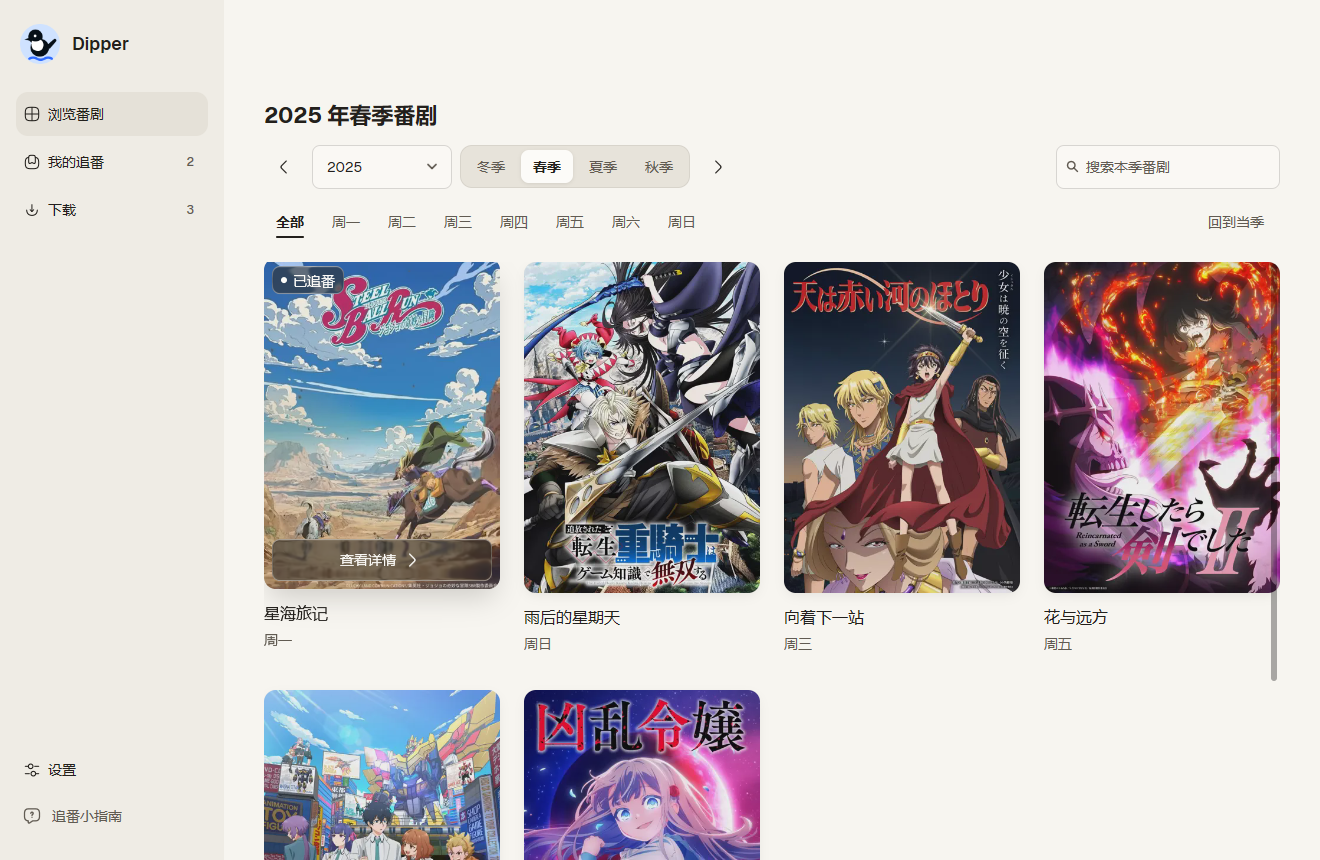 Dipper
浏览番剧
我的追番 2
下载 3
设置
追番小指南
2025 年春季番剧
2025
冬季 春季 夏季 秋季
搜索本季番剧
全部 周一 周二 周三 周四 周五 周六 周日
回到当季
已追番
STEEL
BALL RUN
查看详情
星海旅记
周一
追放された
転生重騎士は
ゲーム知識で無双する
雨后的星期天
周日
天は赤い河のほとり
少女は暁の空を征く
向着下一站
周三
転生したら
剣でした
Reincarnated
as a Sword
II
花与远方
周五
凶乱令嬢